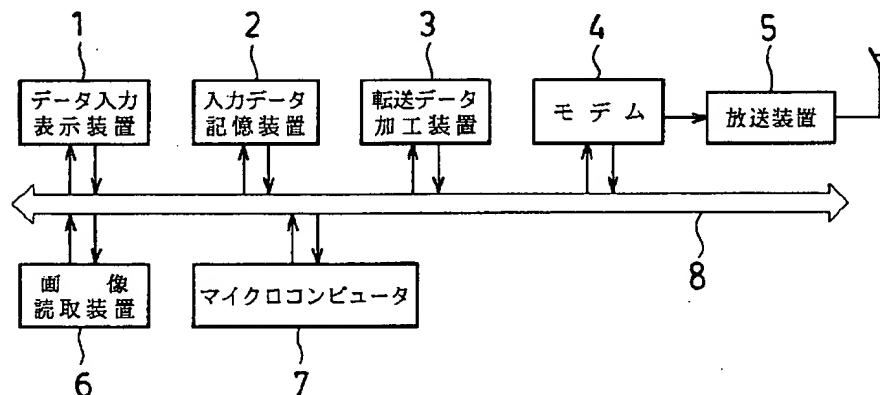 1
2
3
4
5
データ入力
表示装置
入力データ
記憶装置
転送データ
加工装置
モデム
放送装置
8
画像
読取装置
マイクロコンピュータ
6
7